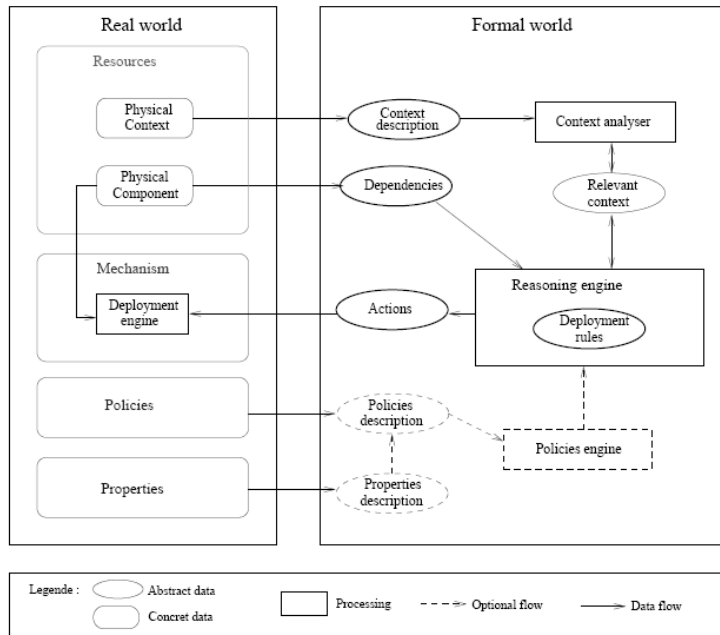 Real world
Formal world
Resources
Physical
Context
Context
description
Context analyser
Physical
Component
Dependencies
Relevant
context
Mechanism
Reasoning engine
Deployment
engine
Actions
Deployment
rules
Policies
Policies
description
Policies engine
Properties
Properties
description
Legende :
Abstract data
Concret data
Processing
Optional flow
Data flow